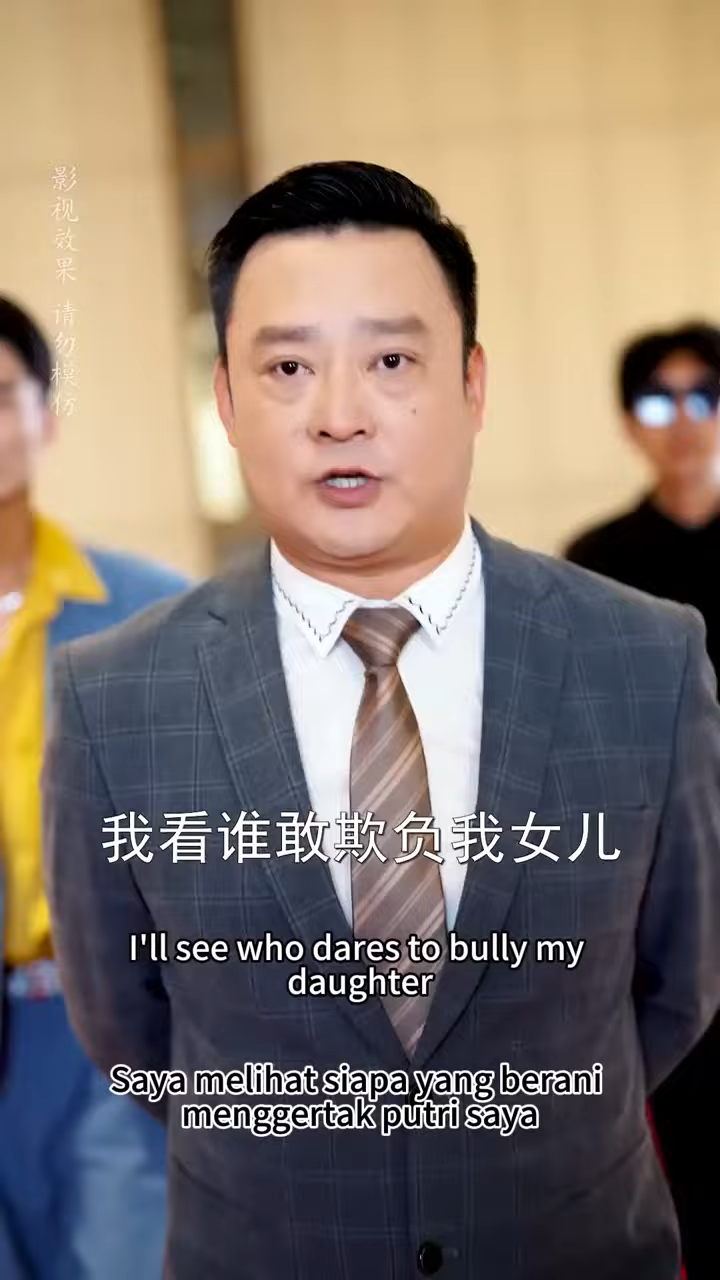 影视效果 请勿模仿
我看谁敢欺负我女儿
I'll see who dares to bully my
daughter
Saya melihat siapa yang berani
menggertak putri saya